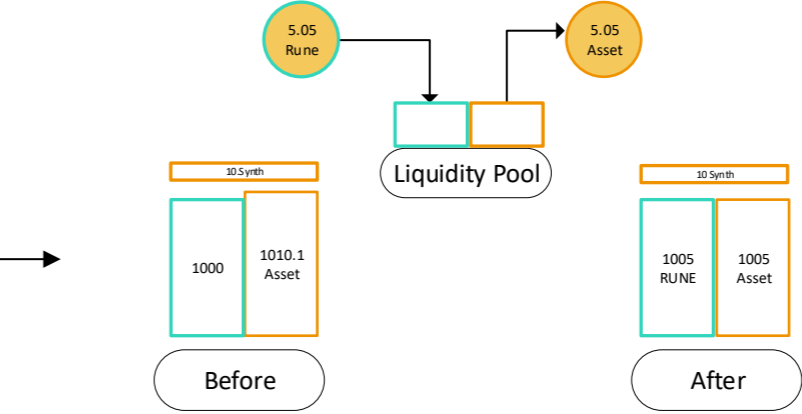 5.05
Rune
5.05
Asset
Liquidity Pool
10 Synth
1000
1010.1
Asset
Before
10 Synth
1005
RUNE
1005
Asset
After